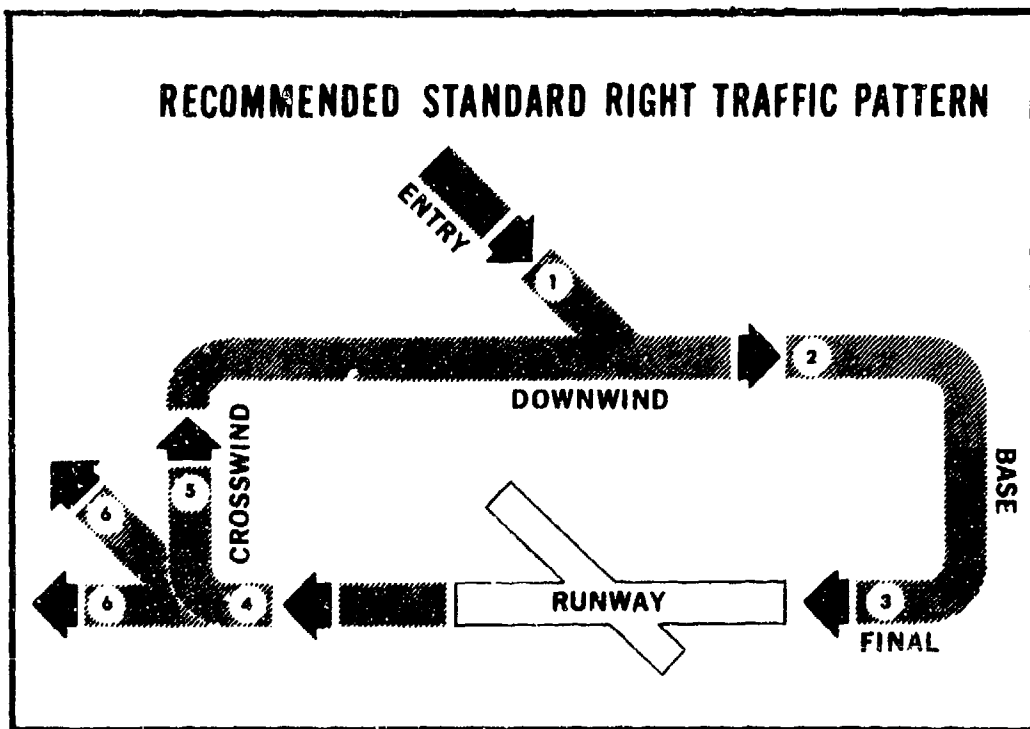 RECOMMENDED STANDARD RIGHT TRAFFIC PATTERN
ENTRY
1
2
DOWNWIND
CROSSWIND
BASE
5
6
6
4
RUNWAY
3
FINAL